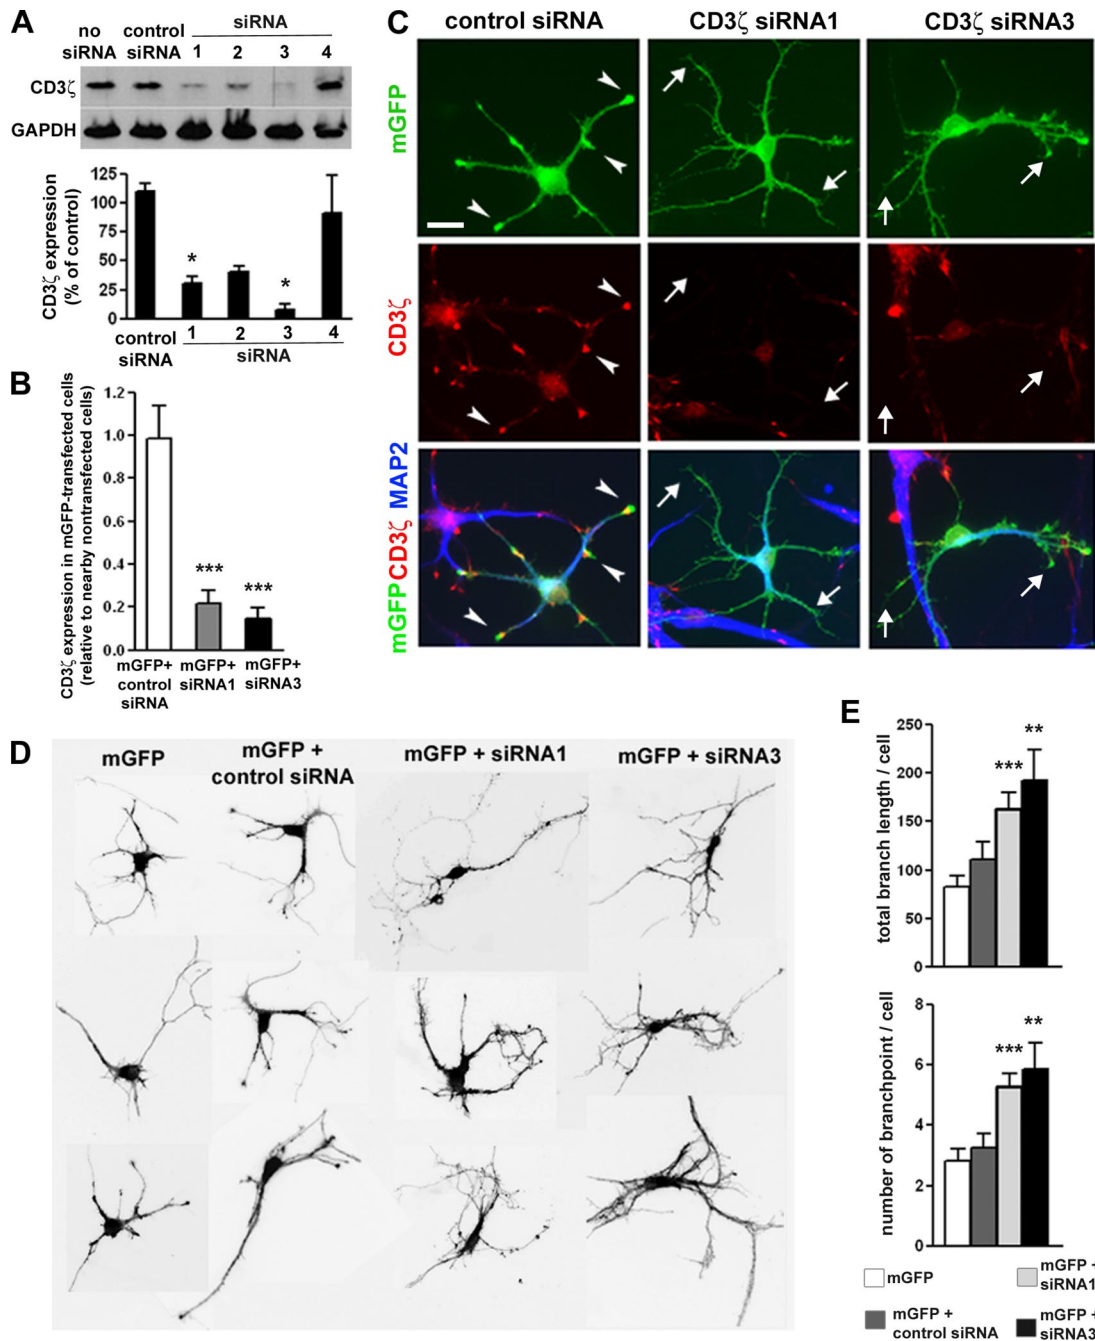 A
no siRNA
control siRNA
siRNA
1 2 3 4
CD3ζ
GAPDH
CD3ζ expression
(% of control)
125
100
75
50
25
0
*
*
control siRNA
1 2 3 4
siRNA
B
CD3ζ expression in mGFP-transfected cells
(relative to nearby nontransfected cells)
1.2
1.0
0.8
0.6
0.4
0.2
0.0
***
***
mGFP+
control
siRNA
mGFP+
siRNA1
mGFP+
siRNA3
C
control siRNA
CD3ζ siRNA1
CD3ζ siRNA3
mGFP
CD3ζ
mGFP CD3ζ MAP2
D
mGFP
mGFP +
control siRNA
mGFP + siRNA1
mGFP + siRNA3
E
total branch length / cell
250
200
150
100
50
0
***
**
number of branchpoint / cell
8
6
4
2
0
***
**
mGFP
mGFP +
siRNA1
mGFP +
control siRNA
mGFP +
siRNA3